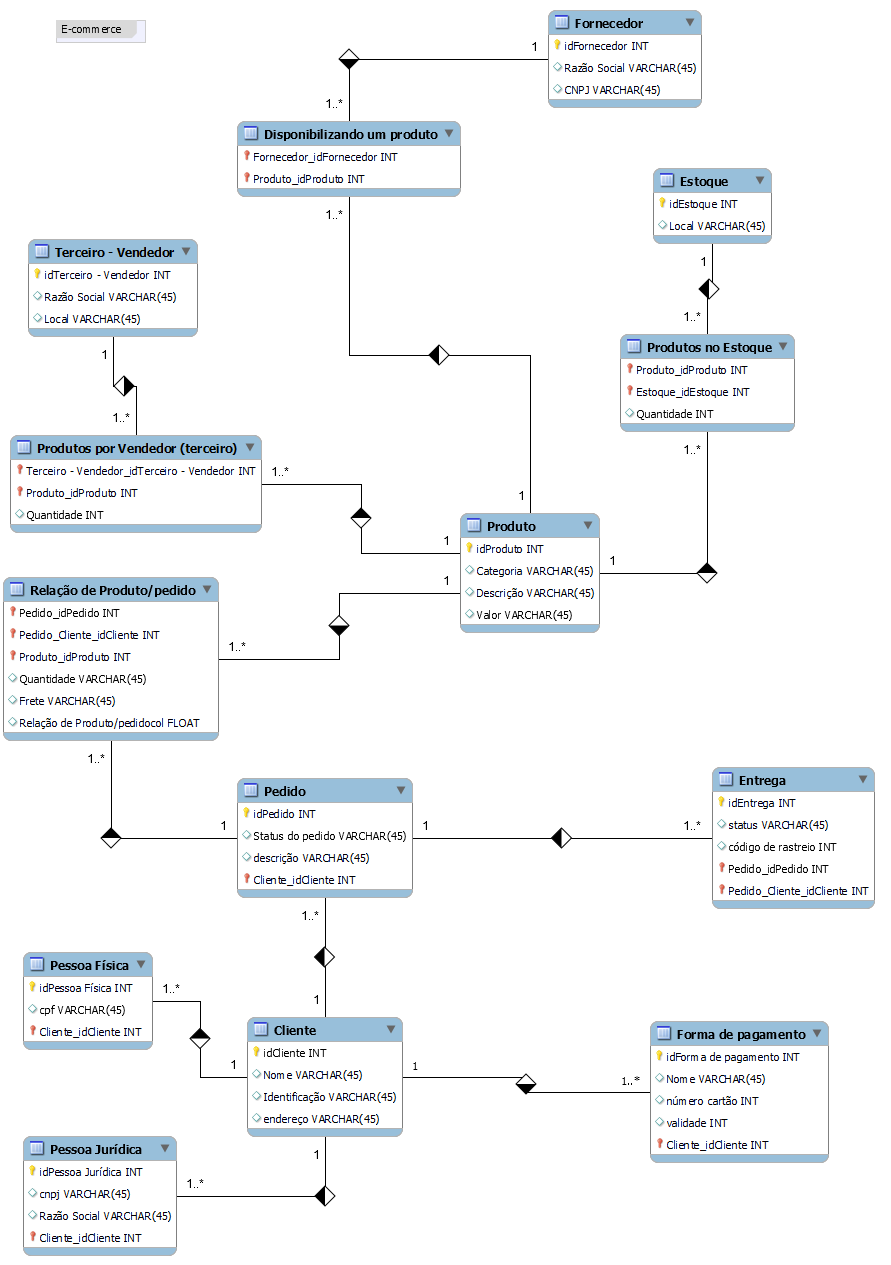 E-commerce
Fornecedor
idFornecedor INT
Razão Social VARCHAR(45)
CNPJ VARCHAR(45)
1
1..*
Disponibilizando um produto
Fornecedor_idFornecedor INT
Produto_idProduto INT
1..*
1
Estoque
idEstoque INT
Local VARCHAR(45)
1
1..*
Produtos no Estoque
Produto_idProduto INT
Estoque_idEstoque INT
Quantidade INT
1..*
1
Terceiro - Vendedor
idTerceiro - Vendedor INT
Razão Social VARCHAR(45)
Local VARCHAR(45)
1
1..*
Produtos por Vendedor (terceiro)
Terceiro - Vendedor_idTerceiro - Vendedor INT
Produto_idProduto INT
Quantidade INT
1..*
1
Produto
idProduto INT
Categoria VARCHAR(45)
Descrição VARCHAR(45)
Valor VARCHAR(45)
1
1..*
Relação de Produto/pedido
Pedido_idPedido INT
Pedido_Cliente_idCliente INT
Produto_idProduto INT
Quantidade VARCHAR(45)
Frete VARCHAR(45)
Relação de Produto/pedidocol FLOAT
1..*
1
Pedido
idPedido INT
Status do pedido VARCHAR(45)
descrição VARCHAR(45)
Cliente_idCliente INT
1
1..*
Entrega
idEntrega INT
status VARCHAR(45)
código de rastreio INT
Pedido_idPedido INT
Pedido_Cliente_idCliente INT
1..*
1
Pessoa Física
idPessoa Física INT
cpf VARCHAR(45)
Cliente_idCliente INT
1..*
1
Cliente
idCliente INT
Nome VARCHAR(45)
Identificação VARCHAR(45)
endereço VARCHAR(45)
1
1..*
Forma de pagamento
idForma de pagamento INT
Nome VARCHAR(45)
número cartão INT
validade INT
Cliente_idCliente INT
1
1..*
Pessoa Jurídica
idPessoa Jurídica INT
cnpj VARCHAR(45)
Razão Social VARCHAR(45)
Cliente_idCliente INT